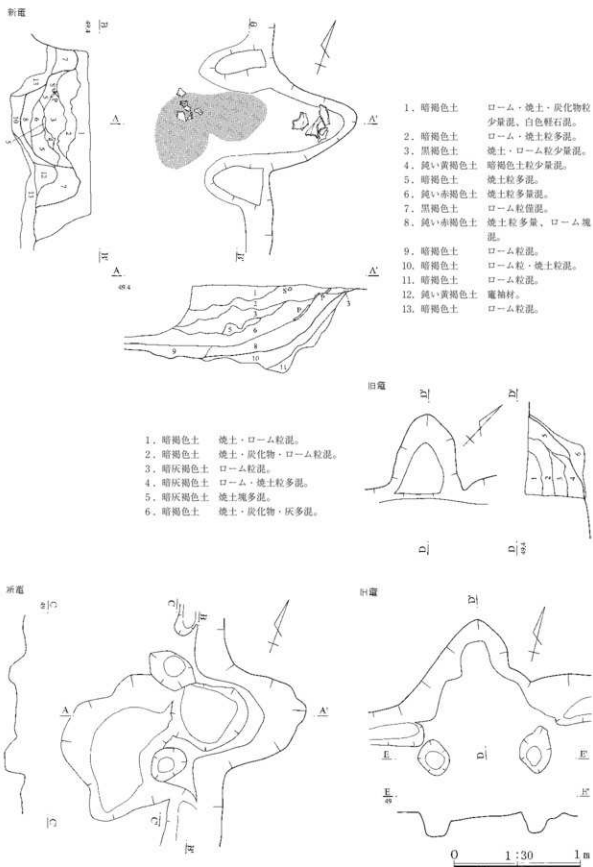 新竈
B
49.4
B'
G
A
A'
1．暗褐色土　ローム・焼土・炭化物粒
少量混、白色軽石混。
2．暗褐色土　ローム・焼土粒多混。
3．黒褐色土　焼土・ローム粒少量混。
4．鈍い黄褐色土　暗褐色土粒少量混。
5．暗褐色土　焼土粒多混。
6．鈍い赤褐色土　焼土粒多量混。
7．黒褐色土　ローム粒僅混。
8．鈍い赤褐色土　焼土粒多量、ローム塊
混。
9．暗褐色土　ローム粒混。
10．暗褐色土　ローム粒・焼土粒混。
11．暗褐色土　ローム粒混。
12．鈍い黄褐色土　竈袖材。
13．暗褐色土　ローム粒混。
A
49.4
A'
旧竈
D'
D
D'
D
49.4
1．暗褐色土　焼土・ローム粒混。
2．暗褐色土　焼土・炭化物・ローム粒混。
3．暗灰褐色土　ローム粒混。
4．暗灰褐色土　ローム・焼土粒多混。
5．暗灰褐色土　焼土塊多混。
6．暗褐色土　焼土・炭化物・灰多混。
C'
49
C
A
A'
B
B'
D'
D
E
E'
E
49
E'
0　1:30　1m